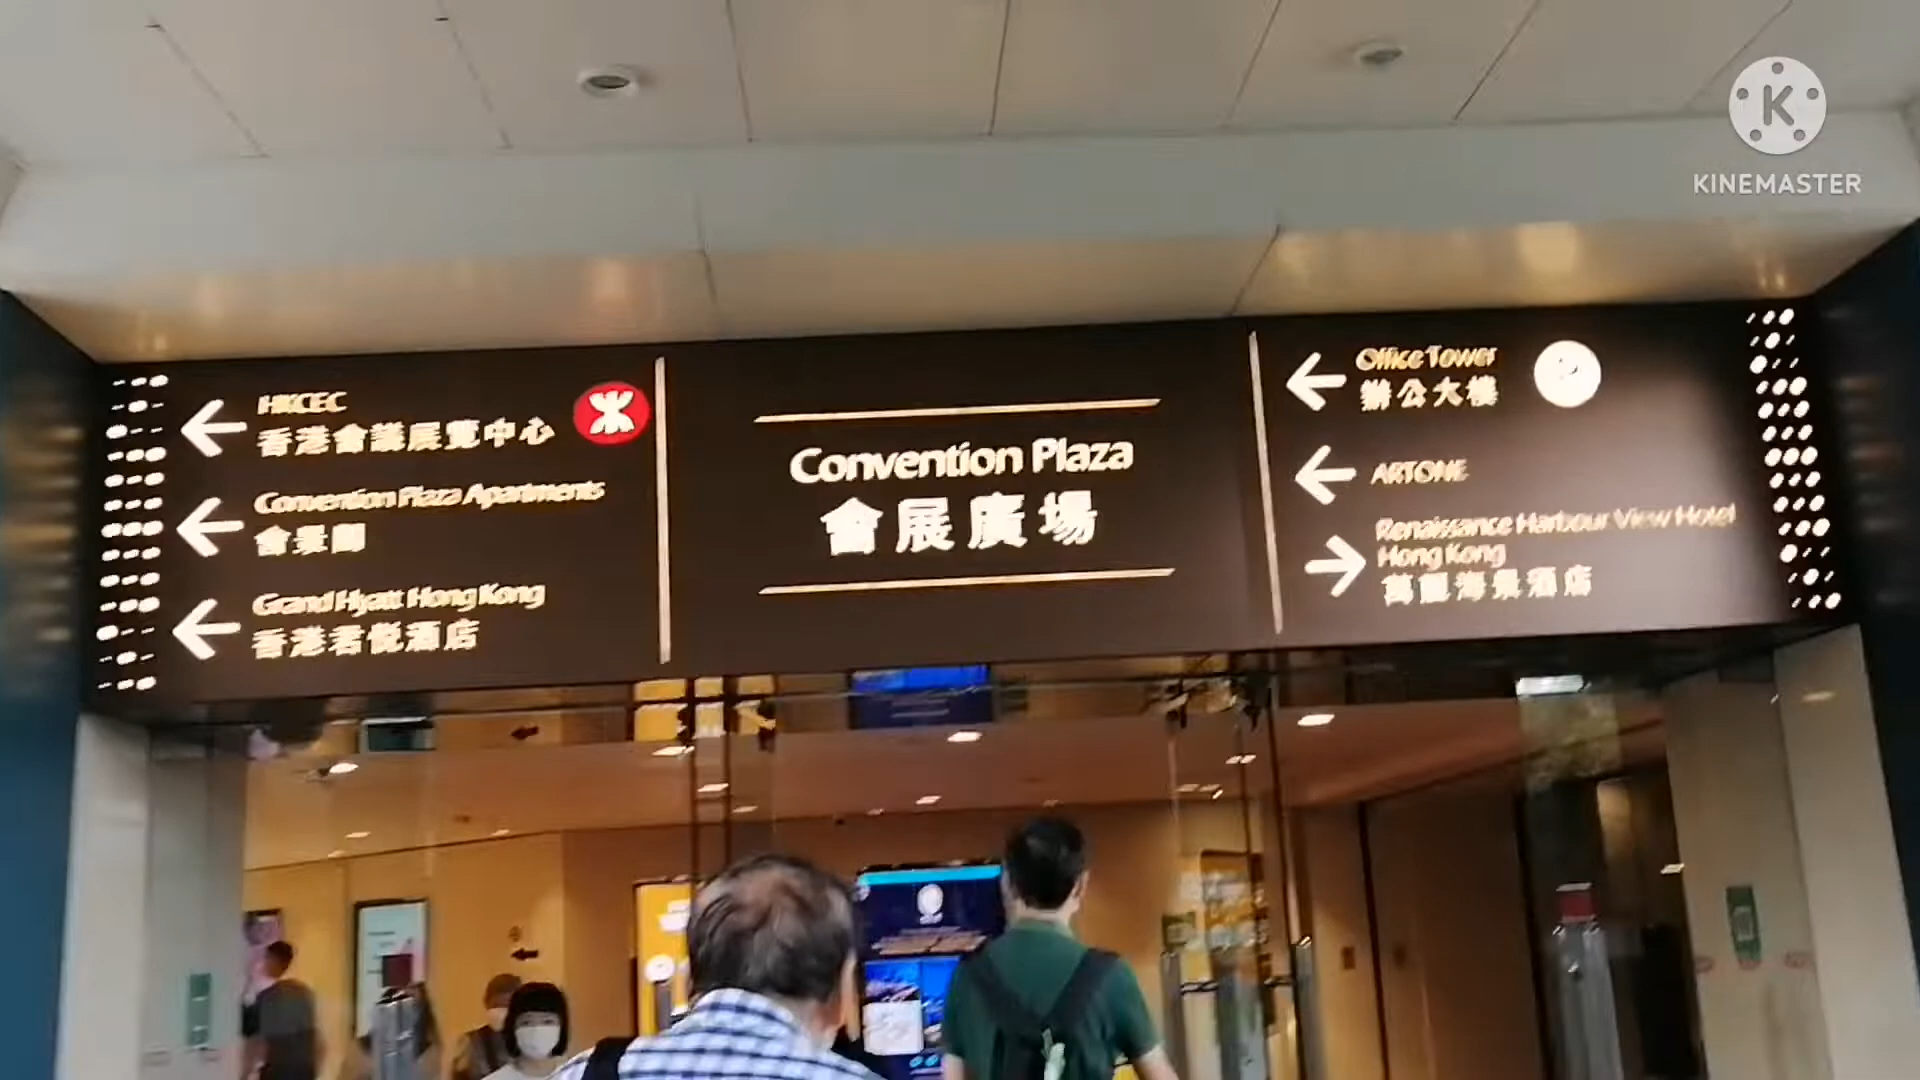 KINEMASTER
HKCEC
香港會議展覽中心
Convention Plaza Apartments
會景閣
Grand Hyatt Hong Kong
香港君悅酒店
Convention Plaza
會展廣場
Office Tower
辦公大樓
P
ARTONE
Renaissance Harbour View Hotel
Hong Kong
萬麗海景酒店